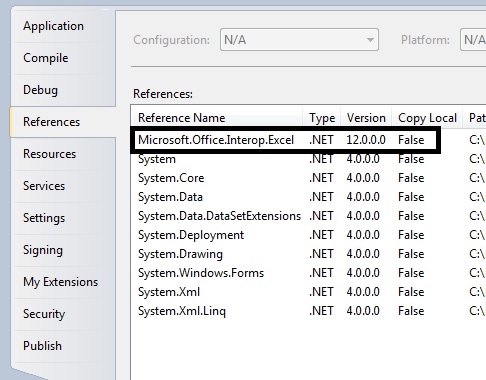 Application
Compile
Debug
References
Resources
Services
Settings
Signing
My Extensions
Security
Publish
Configuration: N/A Platform: N/A
References:
Reference Name Type Version Copy Local Pat
Microsoft.Office.Interop.Excel .NET 12.0.0.0 False C:\
System .NET 4.0.0.0 False C:\
System.Core .NET 4.0.0.0 False C:\
System.Data .NET 4.0.0.0 False C:\
System.Data.DataSetExtensions .NET 4.0.0.0 False C:\
System.Deployment .NET 4.0.0.0 False C:\
System.Drawing .NET 4.0.0.0 False C:\
System.Windows.Forms .NET 4.0.0.0 False C:\
System.Xml .NET 4.0.0.0 False C:\
System.Xml.Linq .NET 4.0.0.0 False C:\